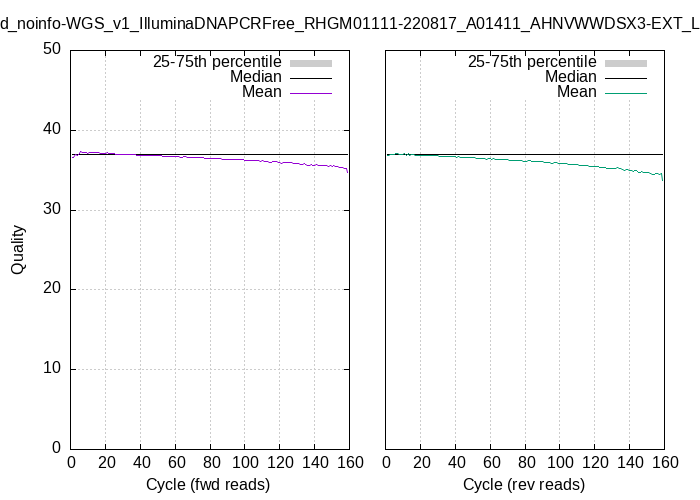 d_noinfo-WGS_v1_IlluminaDNAPCRFree_RHGM01111-220817_A01411_AHNVWWDSX3-EXT_L
50
40
30
20
10
0
Quality
25-75th percentile
Median
Mean
0 20 40 60 80 100 120 140 160
Cycle (fwd reads)
25-75th percentile
Median
Mean
0 20 40 60 80 100 120 140 160
Cycle (rev reads)